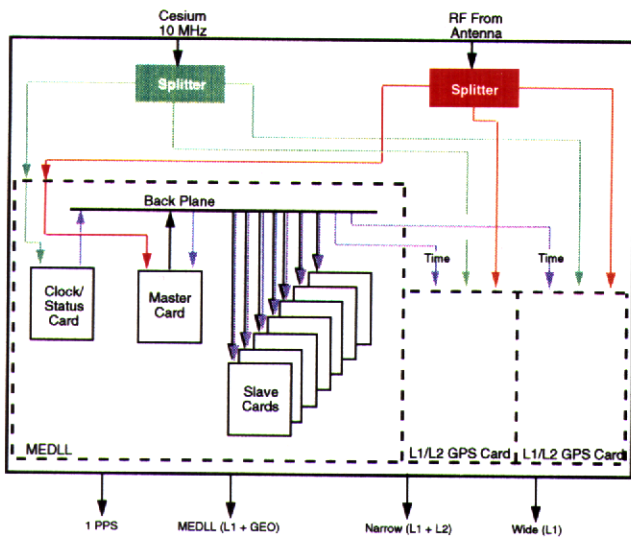 Cesium
10 MHz
RF From
Antenna
Splitter
Splitter
Back Plane
Time
Time
Clock/
Status
Card
Master
Card
Slave
Cards
MEDLL
L1/L2 GPS Card
L1/L2 GPS Card
1 PPS
MEDLL (L1 + GEO)
Narrow (L1 + L2)
Wide (L1)